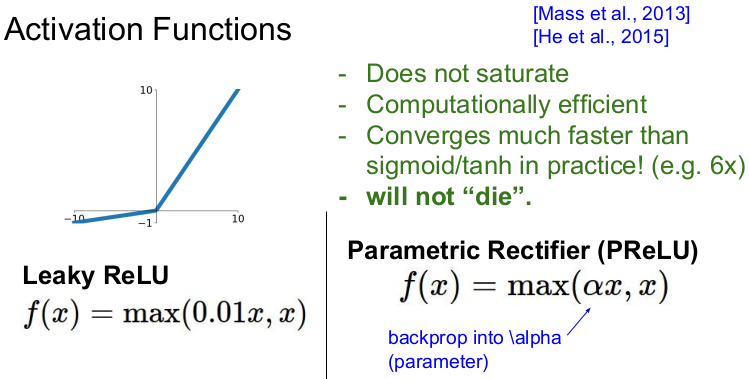 Activation Functions
[Mass et al., 2013]
[He et al., 2015]
10
−10
−1
10
- Does not saturate
- Computationally efficient
- Converges much faster than
sigmoid/tanh in practice! (e.g. 6x)
- will not “die”.
Leaky ReLU
f(x) = max(0.01x, x)
Parametric Rectifier (PReLU)
f(x) = max(αx, x)
backprop into \alpha
(parameter)